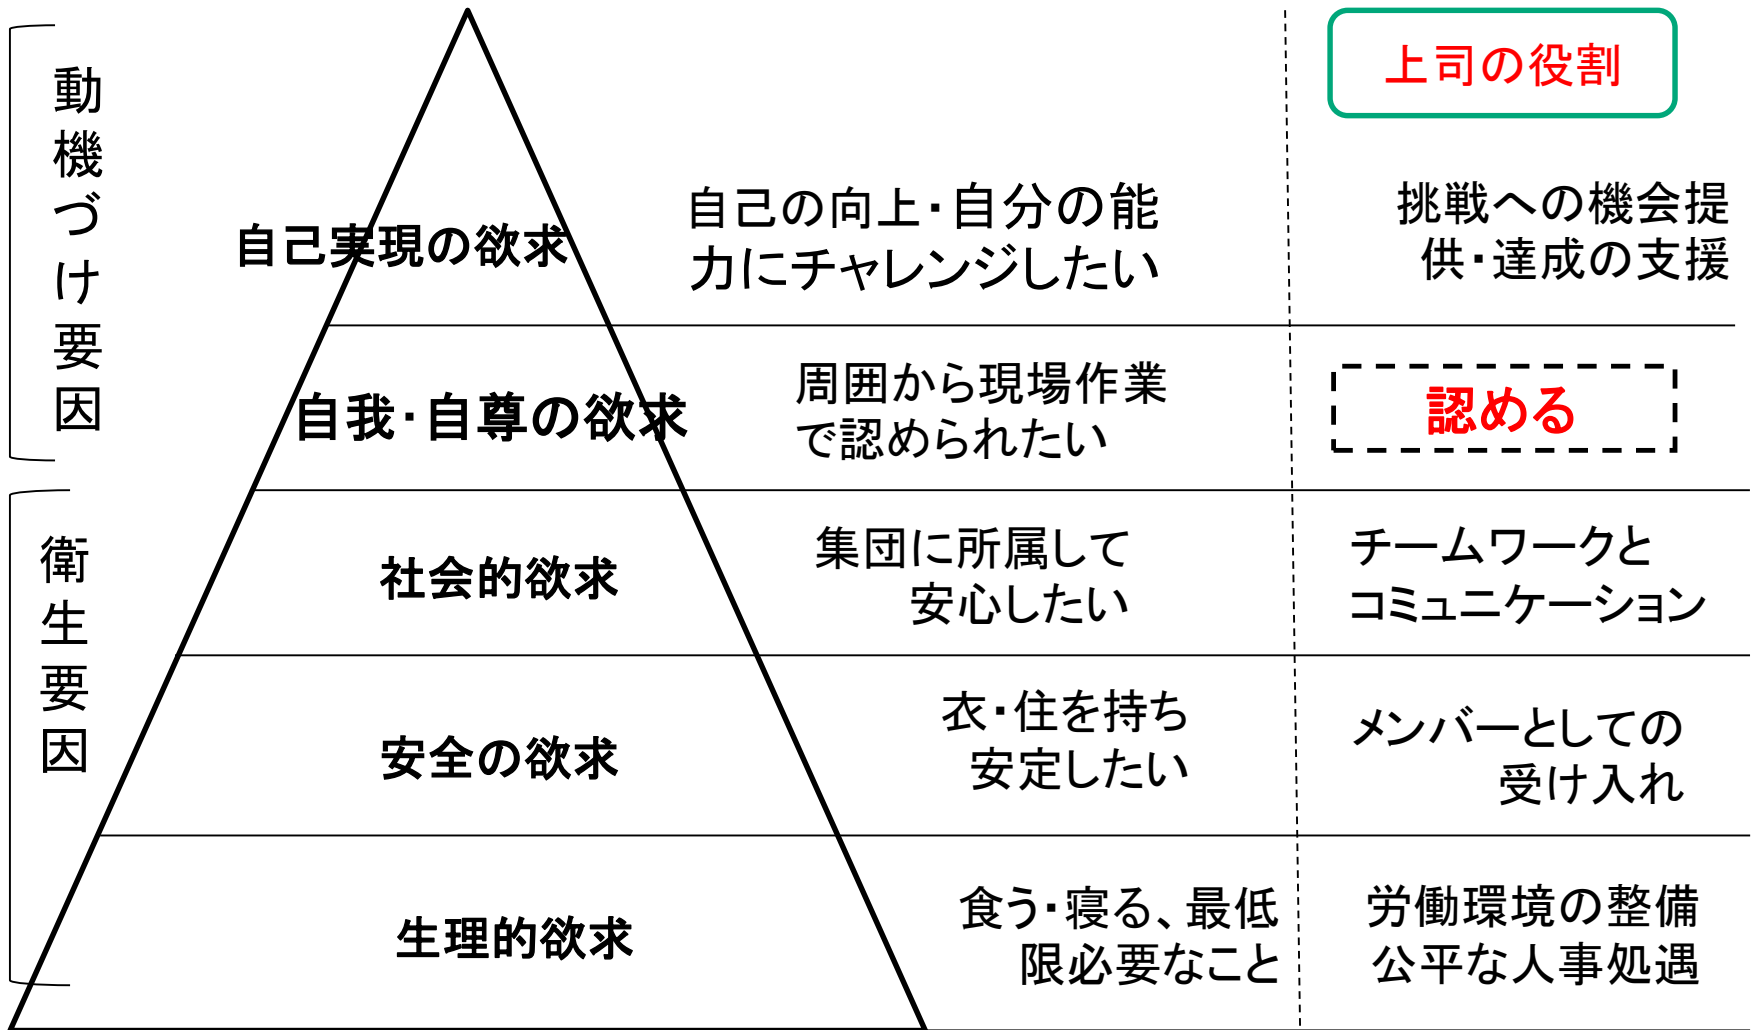 動機づけ要因
上司の役割
自己実現の欲求
自己の向上・自分の能
力にチャレンジしたい
挑戦への機会提
供・達成の支援
自我・自尊の欲求
周囲から現場作業
で認められたい
認める
衛生要因
社会的欲求
集団に所属して
安心したい
チームワークと
コミュニケーション
安全の欲求
衣・住を持ち
安定したい
メンバーとしての
受け入れ
生理的欲求
食う・寝る、最低
限必要なこと
労働環境の整備
公平な人事処遇